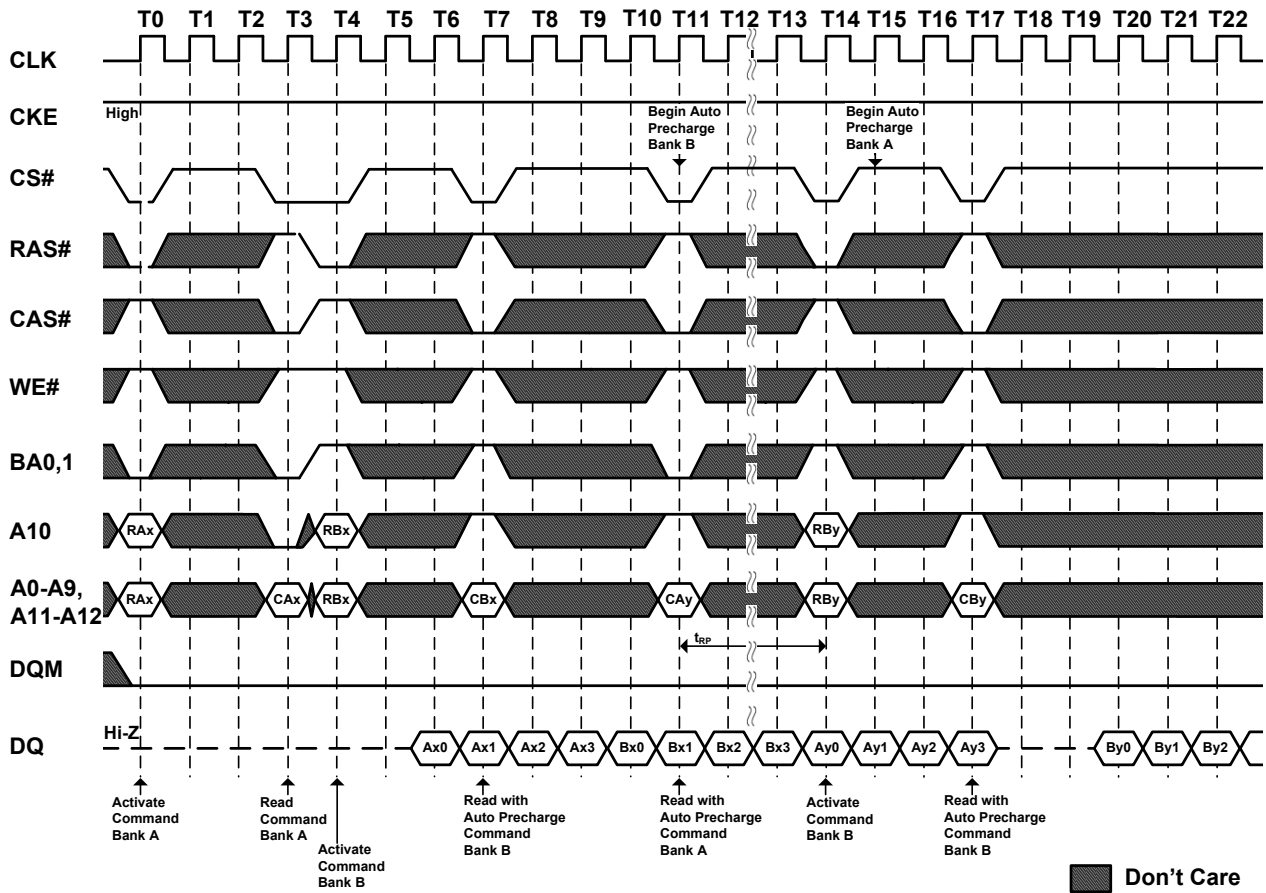 T0 T1 T2 T3 T4 T5 T6 T7 T8 T9 T10 T11 T12 T13 T14 T15 T16 T17 T18 T19 T20 T21 T22
CLK
CKE
High
Begin Auto
Precharge
Bank B
Begin Auto
Precharge
Bank A
CS#
RAS#
CAS#
WE#
BA0,1
A10
RAx
RBx
RBy
A0-A9,
A11-A12
RAx
CAx
RBx
CBx
CAy
RBy
CBy
tRP
DQM
DQ
Hi-Z
Ax0 Ax1 Ax2 Ax3 Bx0 Bx1 Bx2 Bx3 Ay0 Ay1 Ay2 Ay3 By0 By1 By2
Activate
Command
Bank A
Read
Command
Bank A
Activate
Command
Bank B
Read with
Auto Precharge
Command
Bank B
Read with
Auto Precharge
Command
Bank A
Activate
Command
Bank B
Read with
Auto Precharge
Command
Bank B
Don't Care